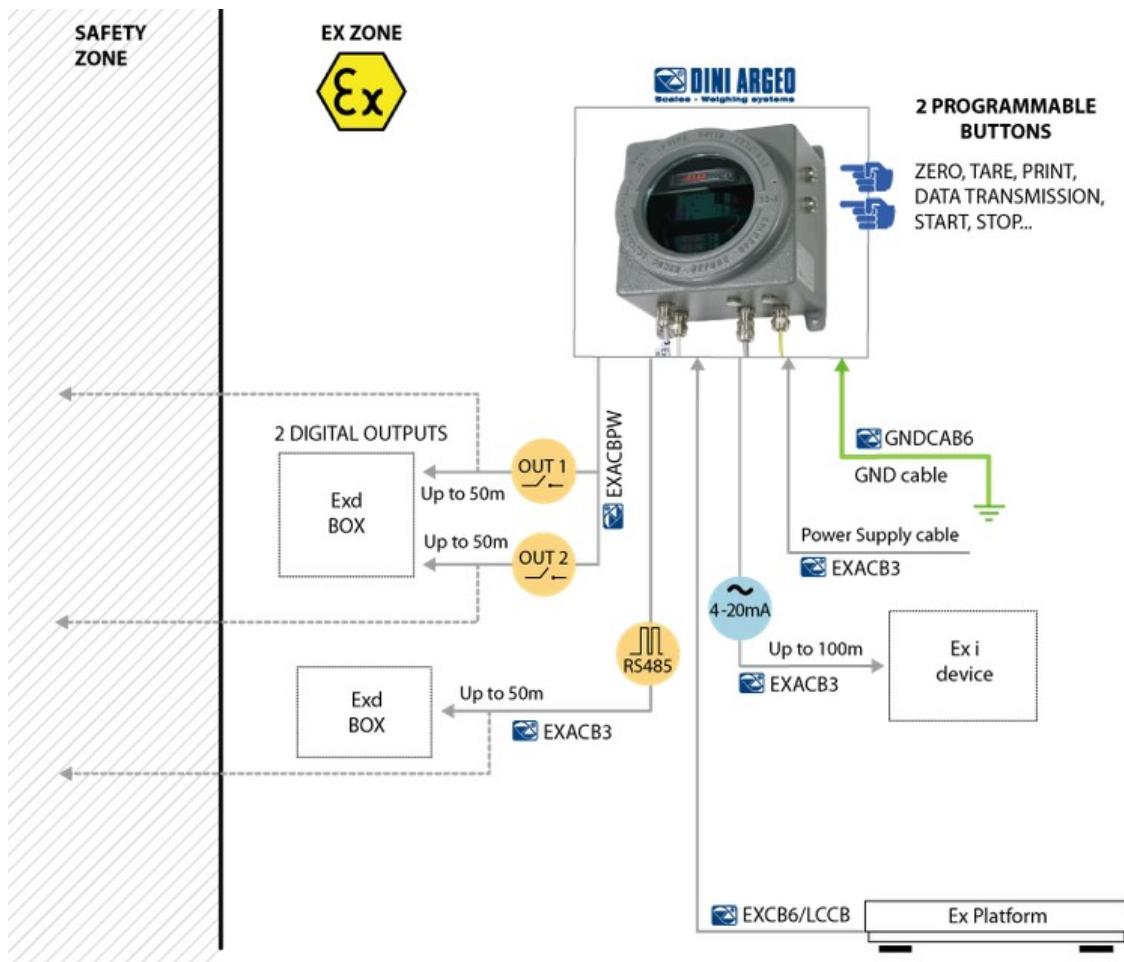 SAFETY
ZONE
EX ZONE
Ex
DINI ARGEO
Scales - Weighing systems
2 PROGRAMMABLE
BUTTONS
ZERO, TARE, PRINT,
DATA TRANSMISSION,
START, STOP...
GNDCAB6
GND cable
2 DIGITAL OUTPUTS
Exd
BOX
OUT 1
Up to 50m
EXACBPW
Up to 50m
OUT 2
Power Supply cable
EXACB3
4-20mA
Up to 100m
EXACB3
Ex i
device
RS485
Exd
BOX
Up to 50m
EXACB3
EXCB6/LCCB
Ex Platform